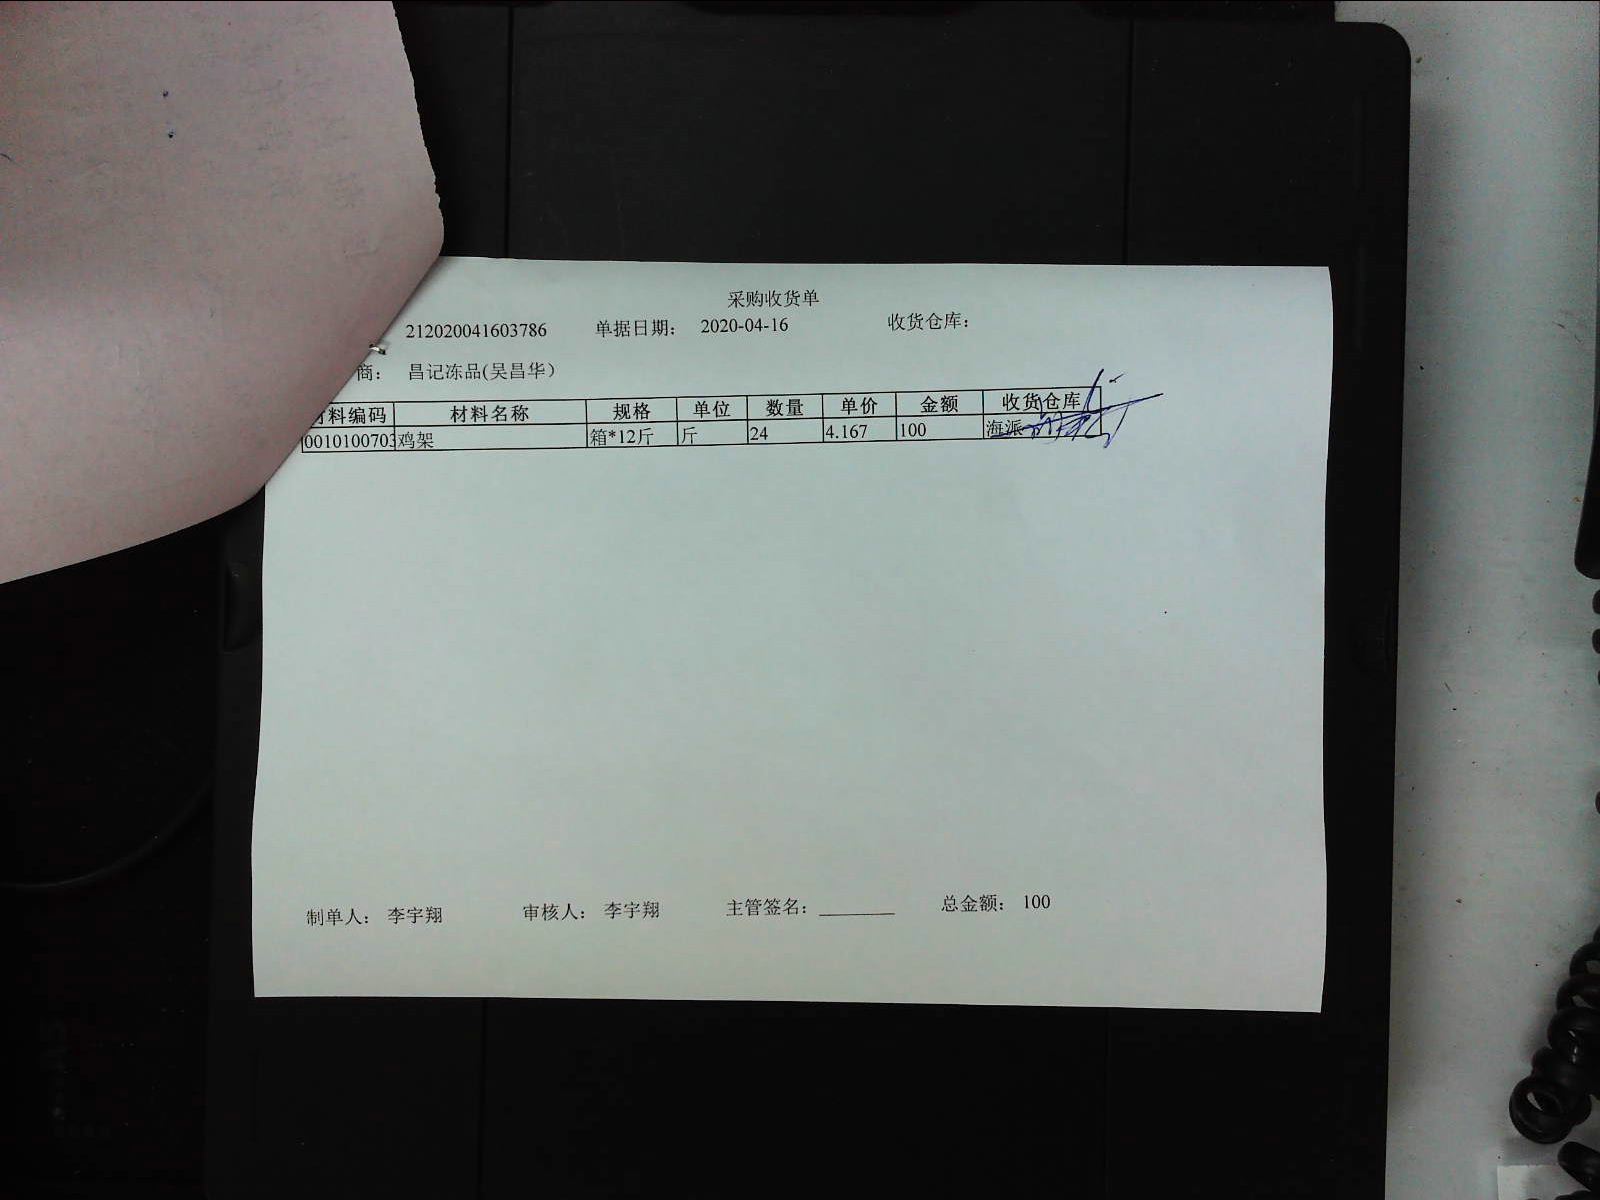 采购收货单
212020041603786 单据日期： 2020-04-16 收货仓库：
商： 昌记冻品(吴昌华)
材料编码 材料名称 规格 单位 数量 单价 金额 收货仓库
0010100703 鸡架 箱*12斤 斤 24 4.167 100 海派
制单人： 李宇翔 审核人： 李宇翔 主管签名：________ 总金额： 100